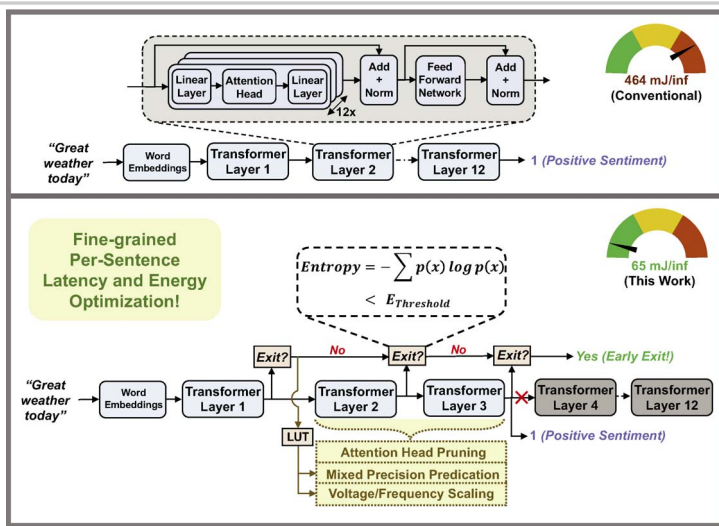 Linear
Layer
Attention
Head
Linear
Layer
12x
Add
+
Norm
Feed
Forward
Network
Add
+
Norm
464 mJ/inf
(Conventional)
“Great
weather
today”
Word
Embeddings
Transformer
Layer 1
Transformer
Layer 2
Transformer
Layer 12
1 (Positive Sentiment)
Fine-grained
Per-Sentence
Latency and Energy
Optimization!
Entropy = − ∑ p(x) log p(x)
< E_Threshold
65 mJ/inf
(This Work)
Exit?
No
Exit?
No
Exit?
Yes (Early Exit!)
“Great
weather
today”
Word
Embeddings
Transformer
Layer 1
Transformer
Layer 2
Transformer
Layer 3
Transformer
Layer 4
Transformer
Layer 12
1 (Positive Sentiment)
LUT
Attention Head Pruning
Mixed Precision Predication
Voltage/Frequency Scaling